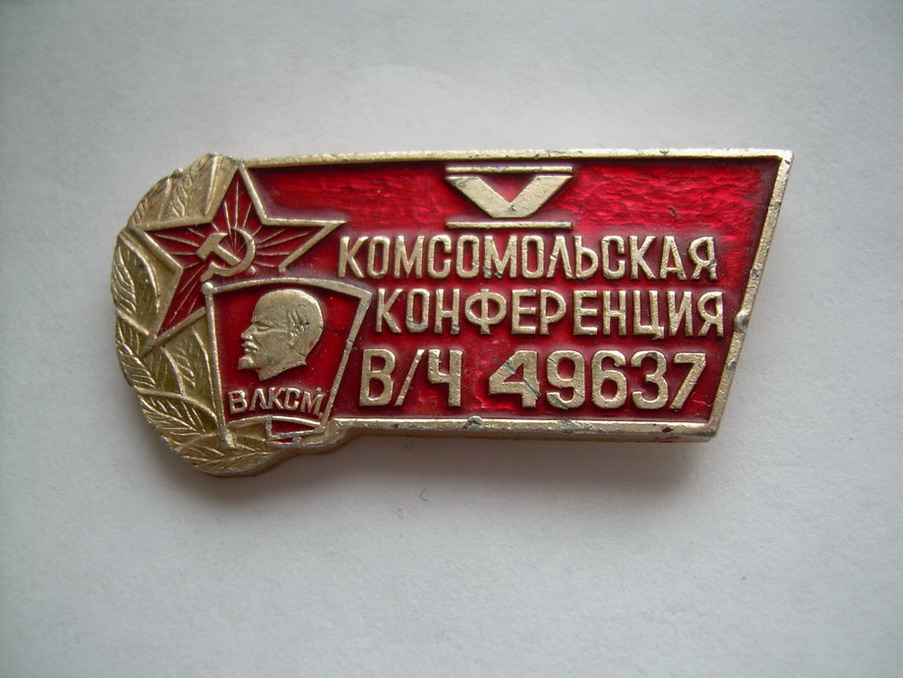 V
КОМСОМОЛЬСКАЯ
КОНФЕРЕНЦИЯ
В/Ч 49637
ВЛКСМ